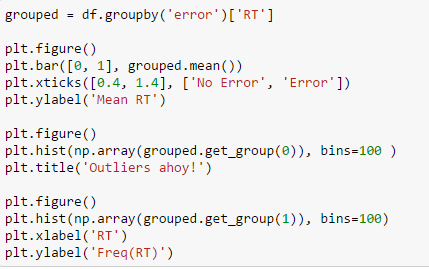 grouped = df.groupby('error')['RT']
plt.figure()
plt.bar([0, 1], grouped.mean())
plt.xticks([0.4, 1.4], ['No Error', 'Error'])
plt.ylabel('Mean RT')
plt.figure()
plt.hist(np.array(grouped.get_group(0)), bins=100 )
plt.title('Outliers ahoy!')
plt.figure()
plt.hist(np.array(grouped.get_group(1)), bins=100)
plt.xlabel('RT')
plt.ylabel('Freq(RT)')